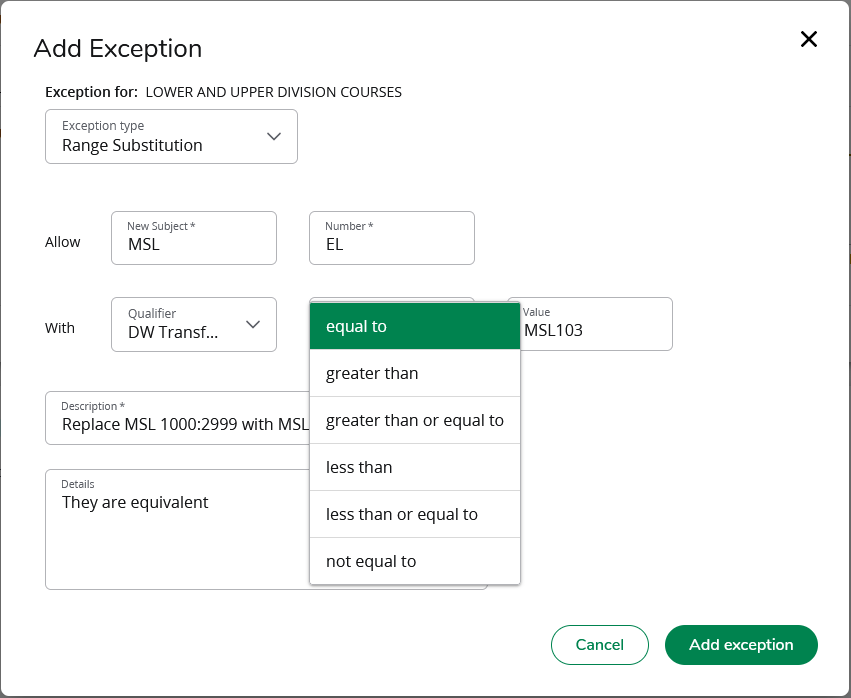 Add Exception
Exception for: LOWER AND UPPER DIVISION COURSES
Exception type
Range Substitution
Allow
New Subject *
MSL
Number *
EL
With
Qualifier
DW Transf...
Value
MSL103
equal to
greater than
greater than or equal to
less than
less than or equal to
not equal to
Description *
Replace MSL 1000:2999 with MSL
Details
They are equivalent
Cancel
Add exception